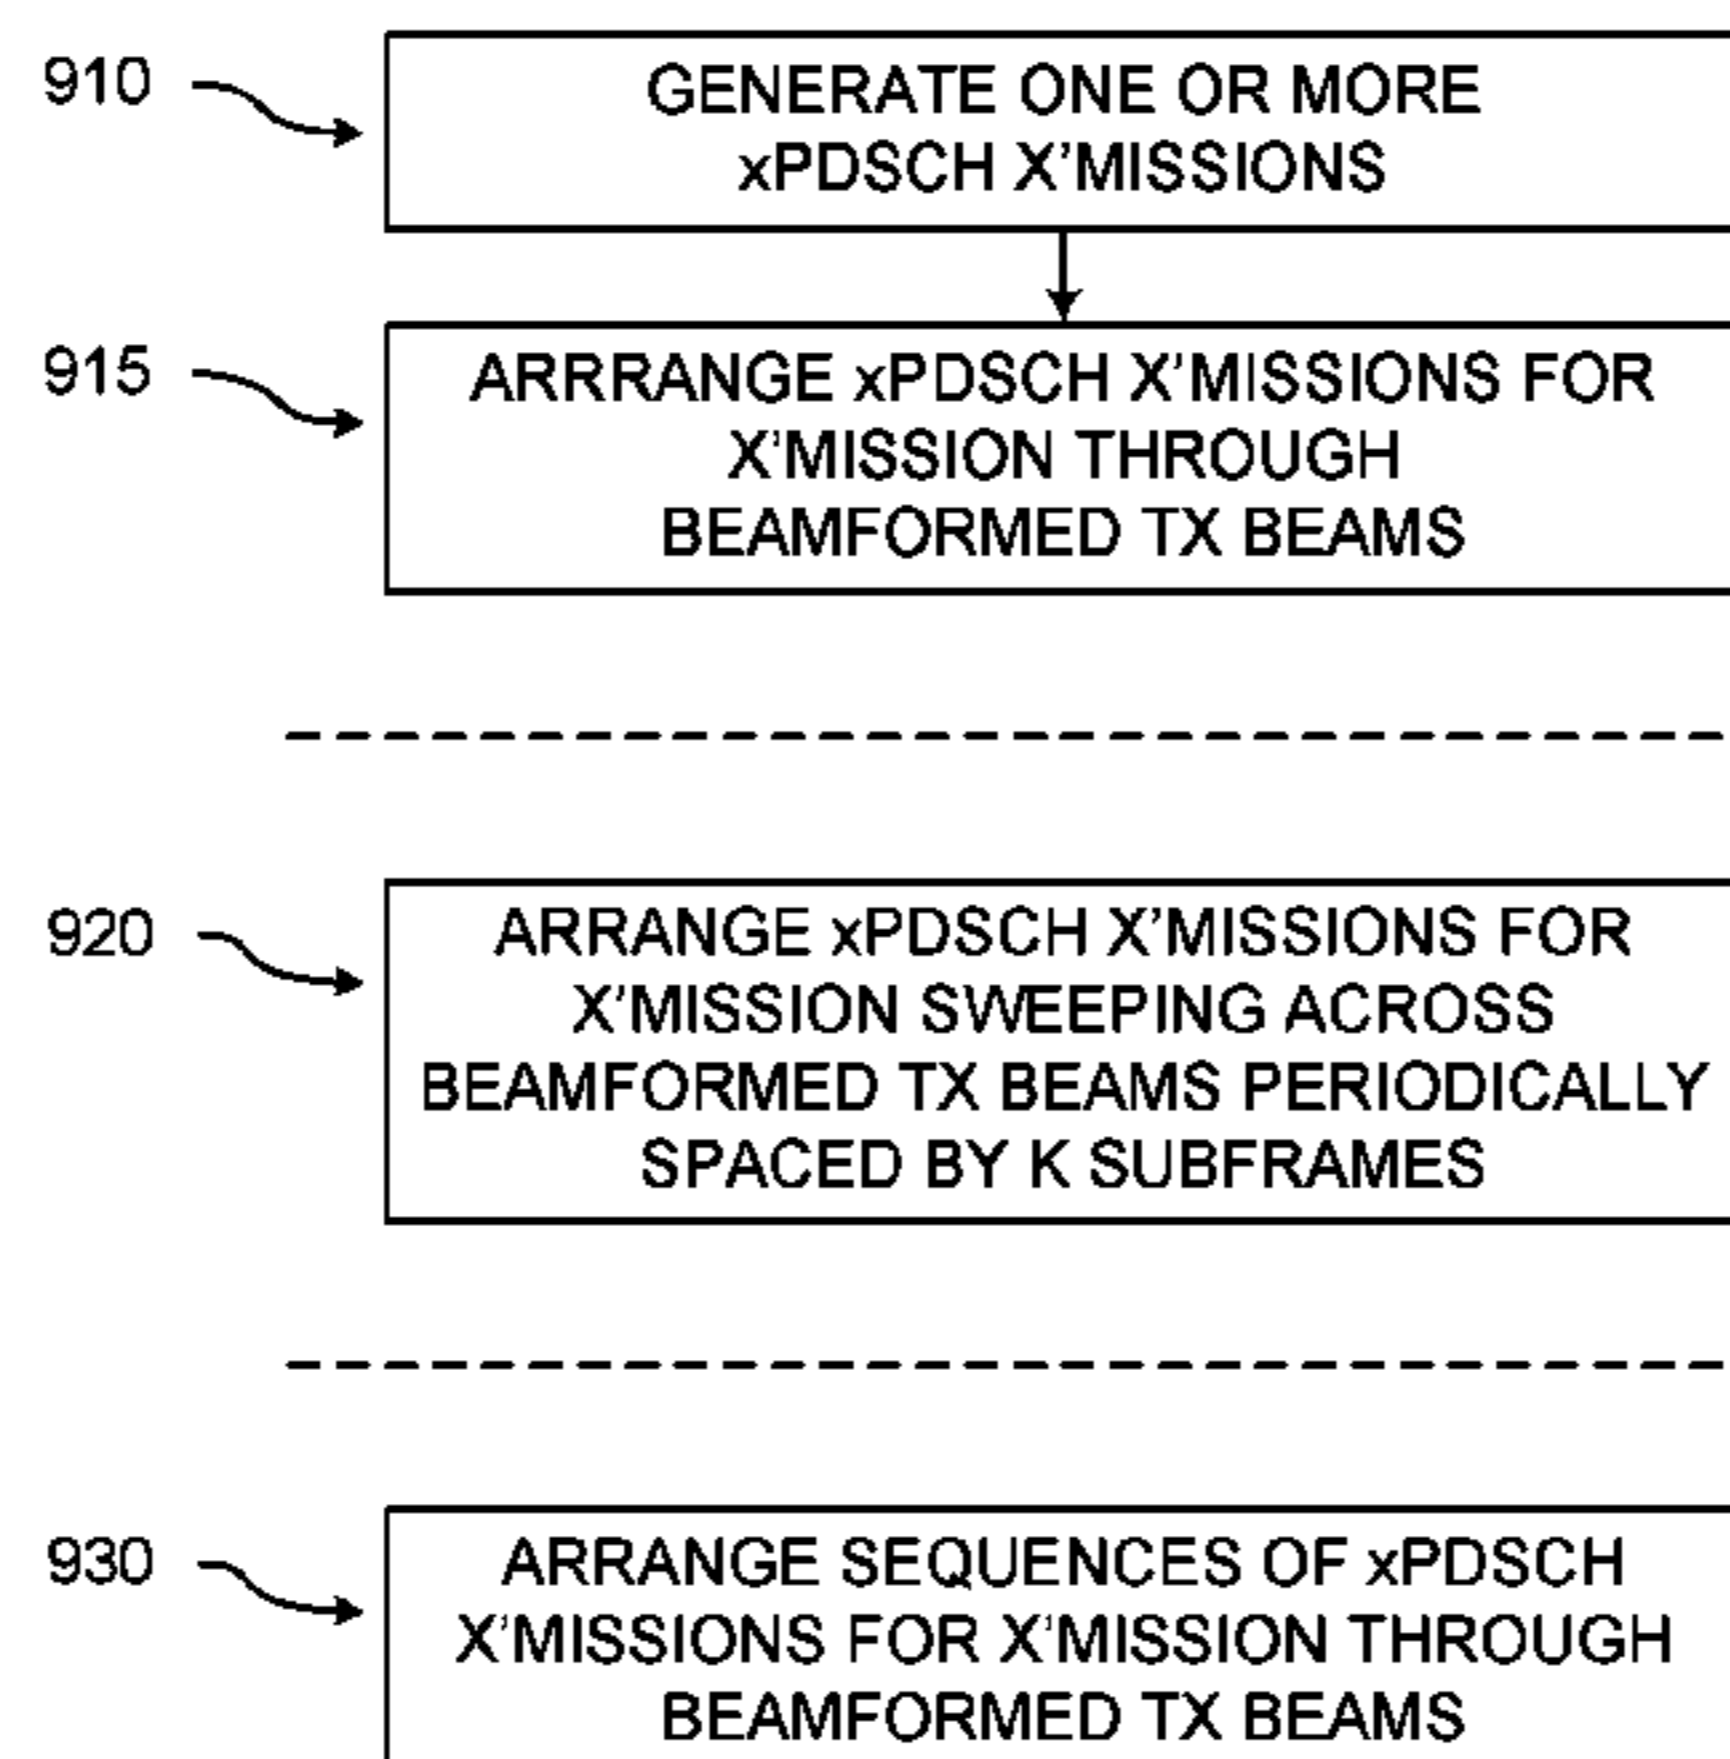 910
GENERATE ONE OR MORE
xPDSCH X'MISSIONS
915
ARRRANGE xPDSCH X'MISSIONS FOR
X'MISSION THROUGH
BEAMFORMED TX BEAMS
920
ARRANGE xPDSCH X'MISSIONS FOR
X'MISSION SWEEPING ACROSS
BEAMFORMED TX BEAMS PERIODICALLY
SPACED BY K SUBFRAMES
930
ARRANGE SEQUENCES OF xPDSCH
X'MISSIONS FOR X'MISSION THROUGH
BEAMFORMED TX BEAMS